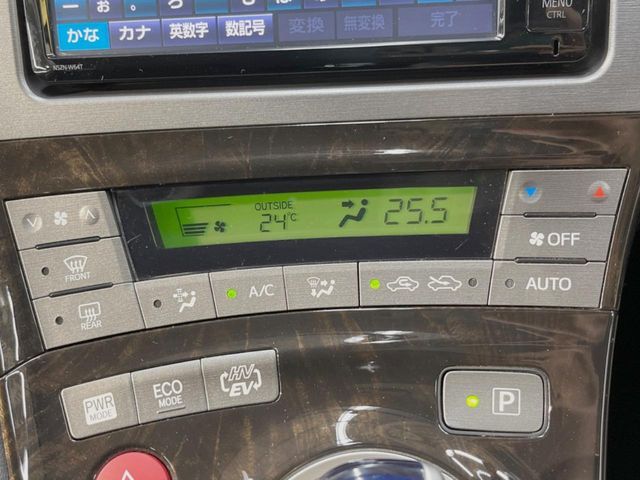 MENU
CTRL
かな カナ 英数字 数記号 変換 無変換 完了
NSZN-W64T
OUTSIDE
24℃
25.5
OFF
FRONT
A/C
AUTO
REAR
PWR
MODE
ECO
MODE
HV
EV
P